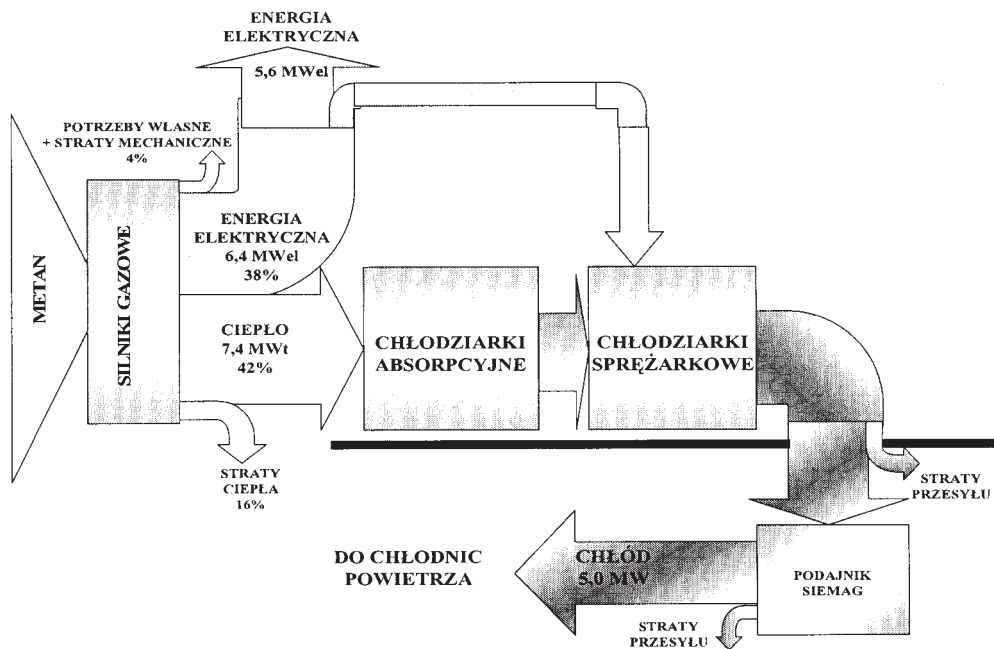 ENERGIA
ELEKTRYCZNA
5,6 MWel
POTRZEBY WŁASNE
+ STRATY MECHANICZNE
4%
METAN
SILNIKI GAZOWE
ENERGIA
ELEKTRYCZNA
6,4 MWel
38%
CIEPŁO
7,4 MWt
42%
CHŁODZIARKI
ABSORPCYJNE
CHŁODZIARKI
SPRĘŻARKOWE
STRATY
CIEPŁA
16%
STRATY
PRZESYŁU
DO CHŁODNIC
POWIETRZA
CHŁÓD
5,0 MW
PODAJNIK
SIEMAG
STRATY
PRZESYŁU